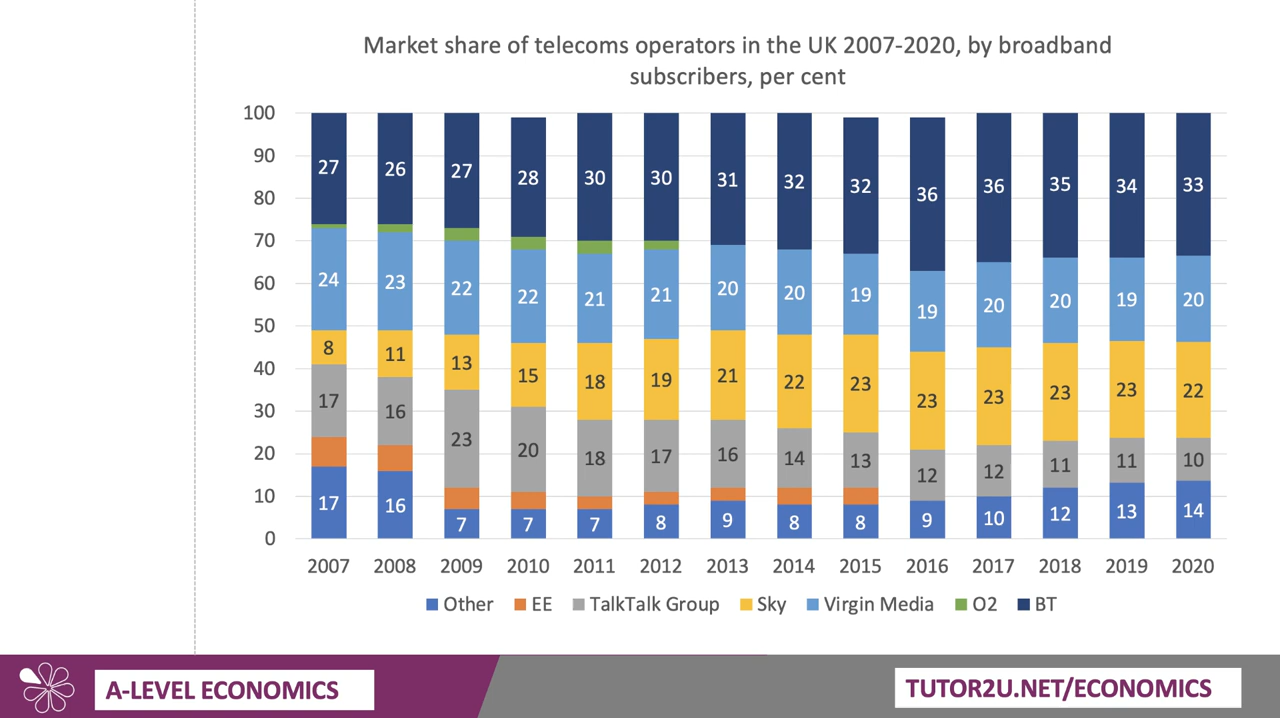 Market share of telecoms operators in the UK 2007-2020, by broadband
subscribers, per cent
100
90
80
70
60
50
40
30
20
10
0
27 26 27 28 30 30 31 32 32 36 36 35 34 33
24 23 22 22 21 21 20 20 19 19 20 20 19 20
8 11 13 15 18 19 21 22 23 23 23 23 23 22
17 16 23 20 18 17 16 14 13 12 12 11 11 10
17 16 7 7 7 8 9 8 8 9 10 12 13 14
2007 2008 2009 2010 2011 2012 2013 2014 2015 2016 2017 2018 2019 2020
Other EE TalkTalk Group Sky Virgin Media O2 BT
A-LEVEL ECONOMICS
TUTOR2U.NET/ECONOMICS